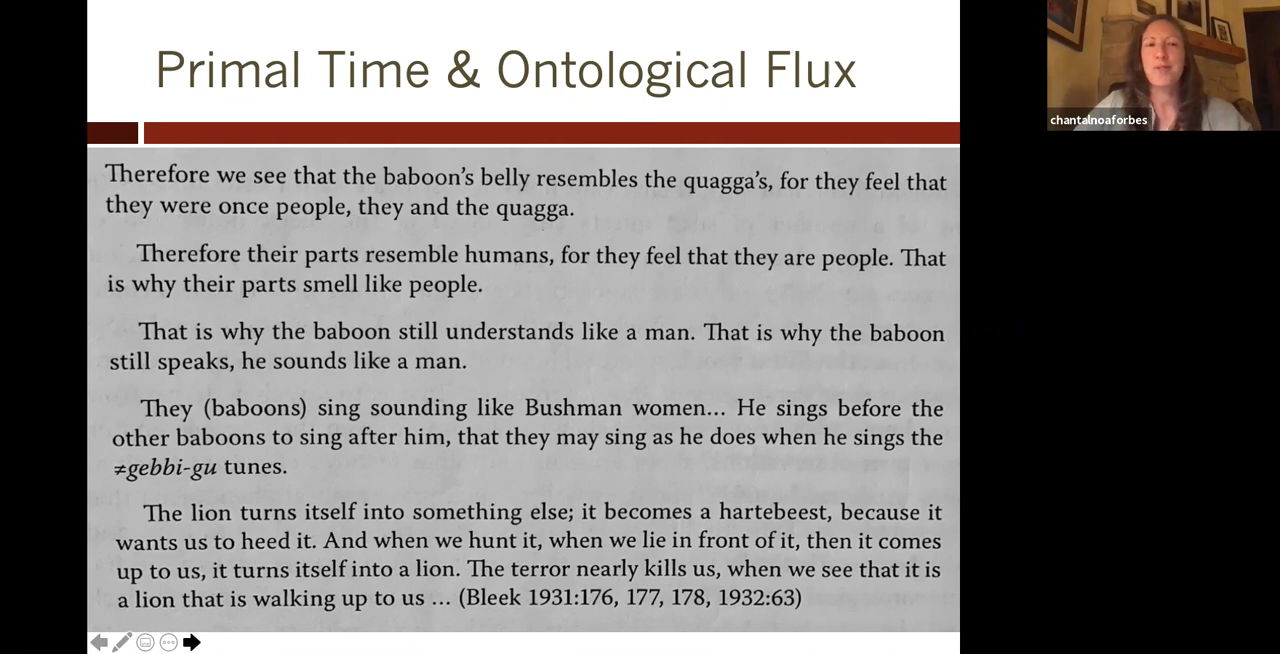 Primal Time & Ontological Flux
chantalnoaforbes
Therefore we see that the baboon's belly resembles the quagga's, for they feel that
they were once people, they and the quagga.
Therefore their parts resemble humans, for they feel that they are people. That
is why their parts smell like people.
That is why the baboon still understands like a man. That is why the baboon
still speaks, he sounds like a man.
They (baboons) sing sounding like Bushman women... He sings before the
other baboons to sing after him, that they may sing as he does when he sings the
≠gebbi-gu tunes.
The lion turns itself into something else; it becomes a hartebeest, because it
wants us to heed it. And when we hunt it, when we lie in front of it, then it comes
up to us, it turns itself into a lion. The terror nearly kills us, when we see that it is
a lion that is walking up to us ... (Bleek 1931:176, 177, 178, 1932:63)